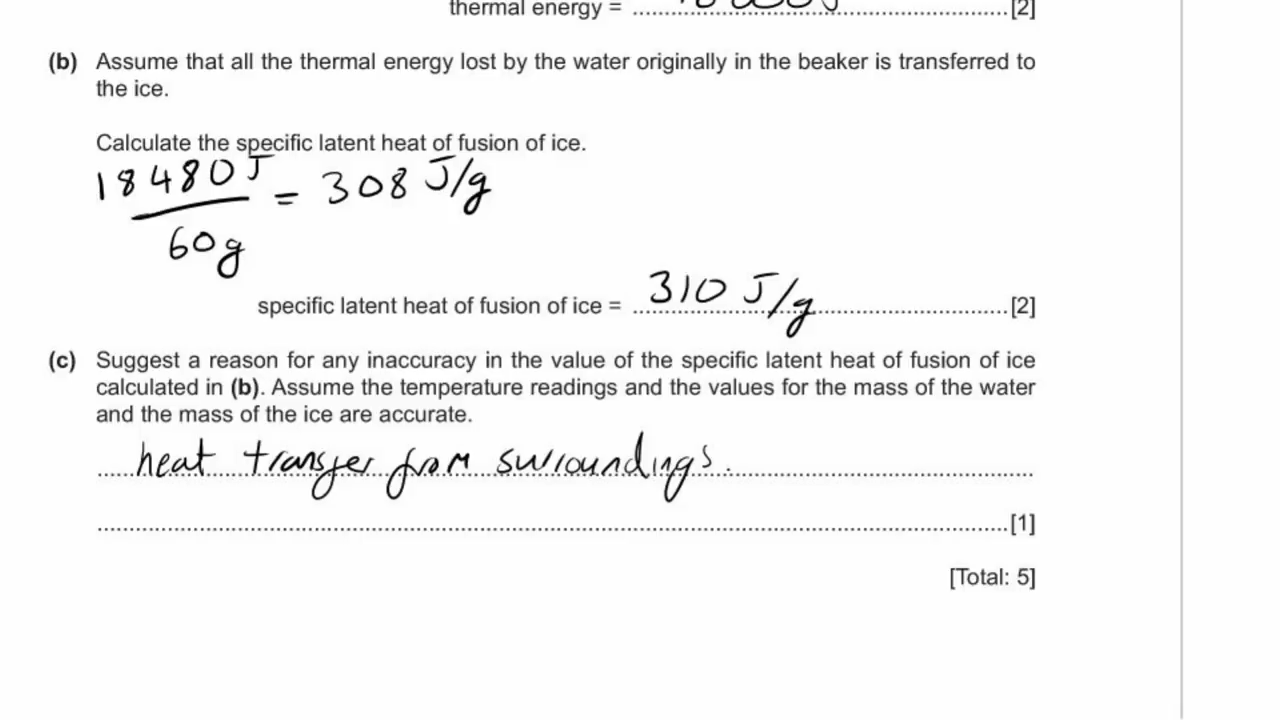 thermal energy = .......... [2]
(b) Assume that all the thermal energy lost by the water originally in the beaker is transferred to
the ice.
Calculate the specific latent heat of fusion of ice.
18480J
60g
= 308 J/g
specific latent heat of fusion of ice = 310 J/g [2]
(c) Suggest a reason for any inaccuracy in the value of the specific latent heat of fusion of ice
calculated in (b). Assume the temperature readings and the values for the mass of the water
and the mass of the ice are accurate.
heat transfer from surroundings.
[1]
[Total: 5]